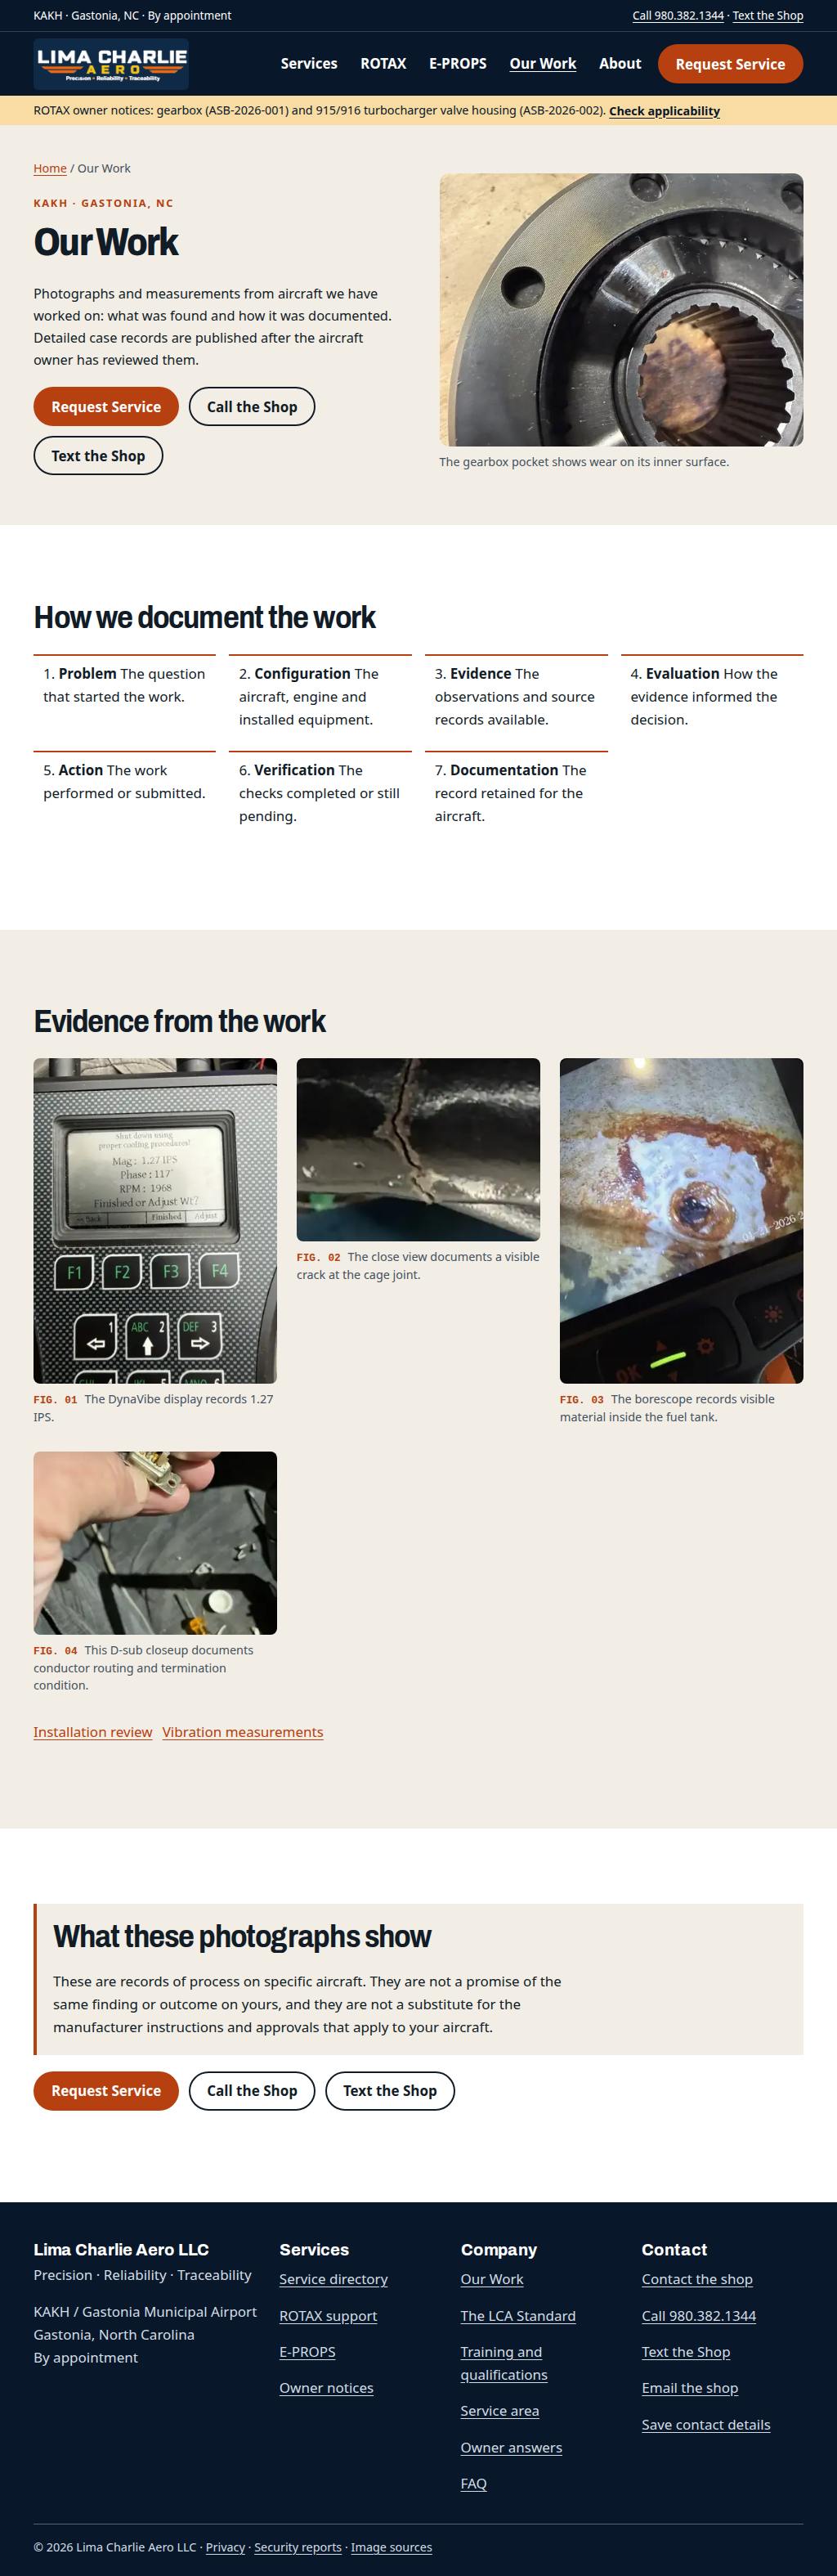 KAKH · Gastonia, NC · By appointment
Call 980.382.1344 · Text the Shop
LIMA CHARLIE
AERO
Precision · Reliability · Traceability
Services
ROTAX
E-PROPS
Our Work
About
Request Service
ROTAX owner notices: gearbox (ASB-2026-001) and 915/916 turbocharger valve housing (ASB-2026-002). Check applicability
Home / Our Work
KAKH · GASTONIA, NC
Our Work
Photographs and measurements from aircraft we have
worked on: what was found and how it was documented.
Detailed case records are published after the aircraft
owner has reviewed them.
Request Service
Call the Shop
Text the Shop
The gearbox pocket shows wear on its inner surface.
How we document the work
1. Problem The question
that started the work.
2. Configuration The
aircraft, engine and
installed equipment.
3. Evidence The
observations and source
records available.
4. Evaluation How the
evidence informed the
decision.
5. Action The work
performed or submitted.
6. Verification The
checks completed or still
pending.
7. Documentation The
record retained for the
aircraft.
Evidence from the work
Shut down using
proper cooling procedures?
Mag: 1.27 IPS
Phase: 117°
RPM: 1968
Finished or Adjust Wt?
Finished
Adjust
F1
F2
F3
F4
1
ABC 2
DEF 3
FIG. 01 The DynaVibe display records 1.27
IPS.
FIG. 02 The close view documents a visible
crack at the cage joint.
OK
FIG. 03 The borescope records visible
material inside the fuel tank.
FIG. 04 This D-sub closeup documents
conductor routing and termination
condition.
Installation review
Vibration measurements
What these photographs show
These are records of process on specific aircraft. They are not a promise of the
same finding or outcome on yours, and they are not a substitute for the
manufacturer instructions and approvals that apply to your aircraft.
Request Service
Call the Shop
Text the Shop
Lima Charlie Aero LLC
Precision · Reliability · Traceability
KAKH / Gastonia Municipal Airport
Gastonia, North Carolina
By appointment
Services
Service directory
ROTAX support
E-PROPS
Owner notices
Company
Our Work
The LCA Standard
Training and
qualifications
Service area
Owner answers
FAQ
Contact
Contact the shop
Call 980.382.1344
Text the Shop
Email the shop
Save contact details
© 2026 Lima Charlie Aero LLC · Privacy · Security reports · Image sources